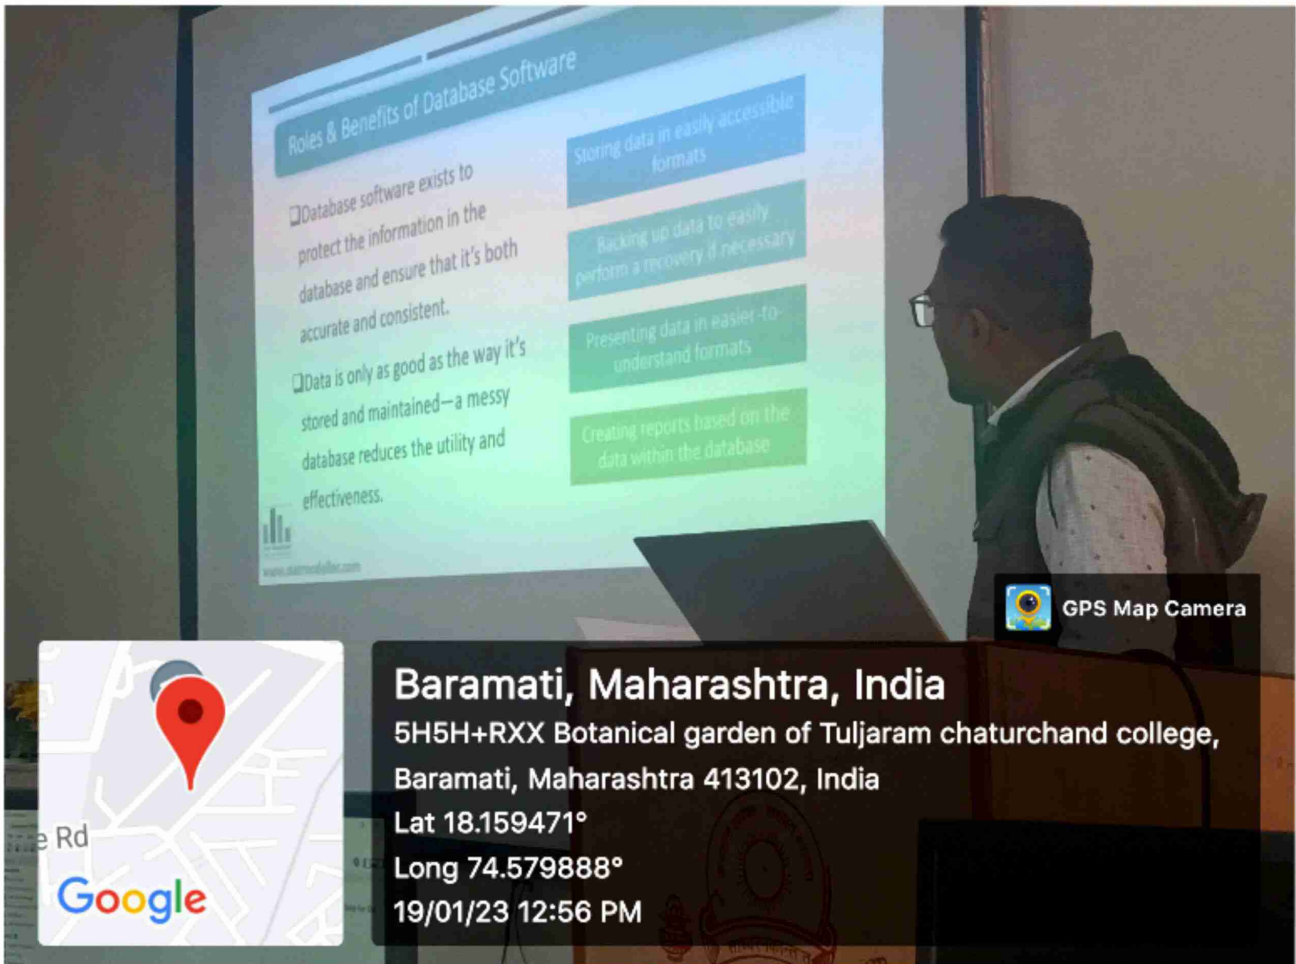 Roles & Benefits of Database Software
❑Database software exists to
protect the information in the
database and ensure that it's both
accurate and consistent.
❑Data is only as good as the way it's
stored and maintained—a messy
database reduces the utility and
effectiveness.
Storing data in easily accessible
formats
Backing up data to easily
perform a recovery if necessary
Presenting data in easier-to-
understand formats
Creating reports based on the
data within the database
GPS Map Camera
e Rd
Google
Baramati, Maharashtra, India
5H5H+RXX Botanical garden of Tuljaram chaturchand college,
Baramati, Maharashtra 413102, India
Lat 18.159471°
Long 74.579888°
19/01/23 12:56 PM